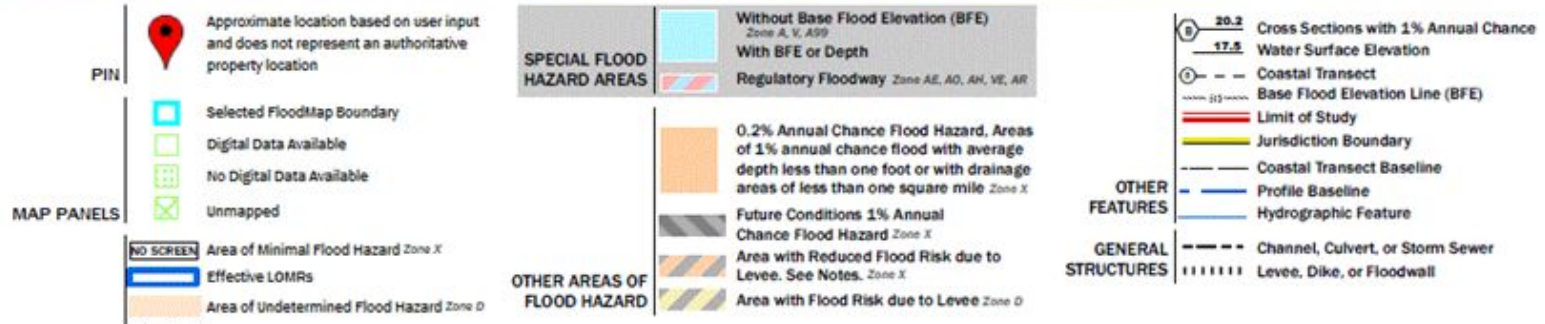 PIN
Approximate location based on user input
and does not represent an authoritative
property location
MAP PANELS
Selected FloodMap Boundary
Digital Data Available
No Digital Data Available
Unmapped
NO SCREEN Area of Minimal Flood Hazard Zone X
Effective LOMRs
Area of Undetermined Flood Hazard Zone D
SPECIAL FLOOD
HAZARD AREAS
Without Base Flood Elevation (BFE)
Zone A, V, A99
With BFE or Depth
Regulatory Floodway Zone AE, AO, AH, VE, AR
OTHER AREAS OF
FLOOD HAZARD
0.2% Annual Chance Flood Hazard, Areas
of 1% annual chance flood with average
depth less than one foot or with drainage
areas of less than one square mile Zone X
Future Conditions 1% Annual
Chance Flood Hazard Zone X
Area with Reduced Flood Risk due to
Levee. See Notes. Zone X
Area with Flood Risk due to Levee Zone D
OTHER
FEATURES
20.2 Cross Sections with 1% Annual Chance
17.5 Water Surface Elevation
Coastal Transect
Base Flood Elevation Line (BFE)
Limit of Study
Jurisdiction Boundary
Coastal Transect Baseline
Profile Baseline
Hydrographic Feature
GENERAL
STRUCTURES
Channel, Culvert, or Storm Sewer
Levee, Dike, or Floodwall